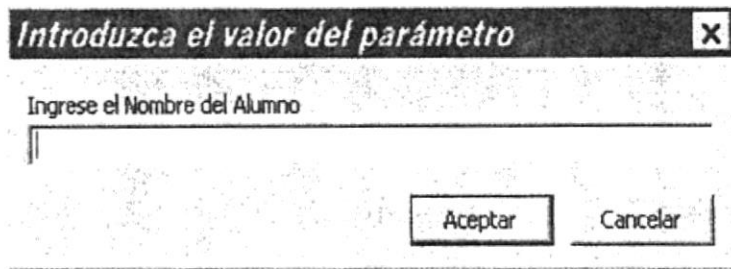 Introduzca el valor del parámetro
Ingrese el Nombre del Alumno
Aceptar Cancelar